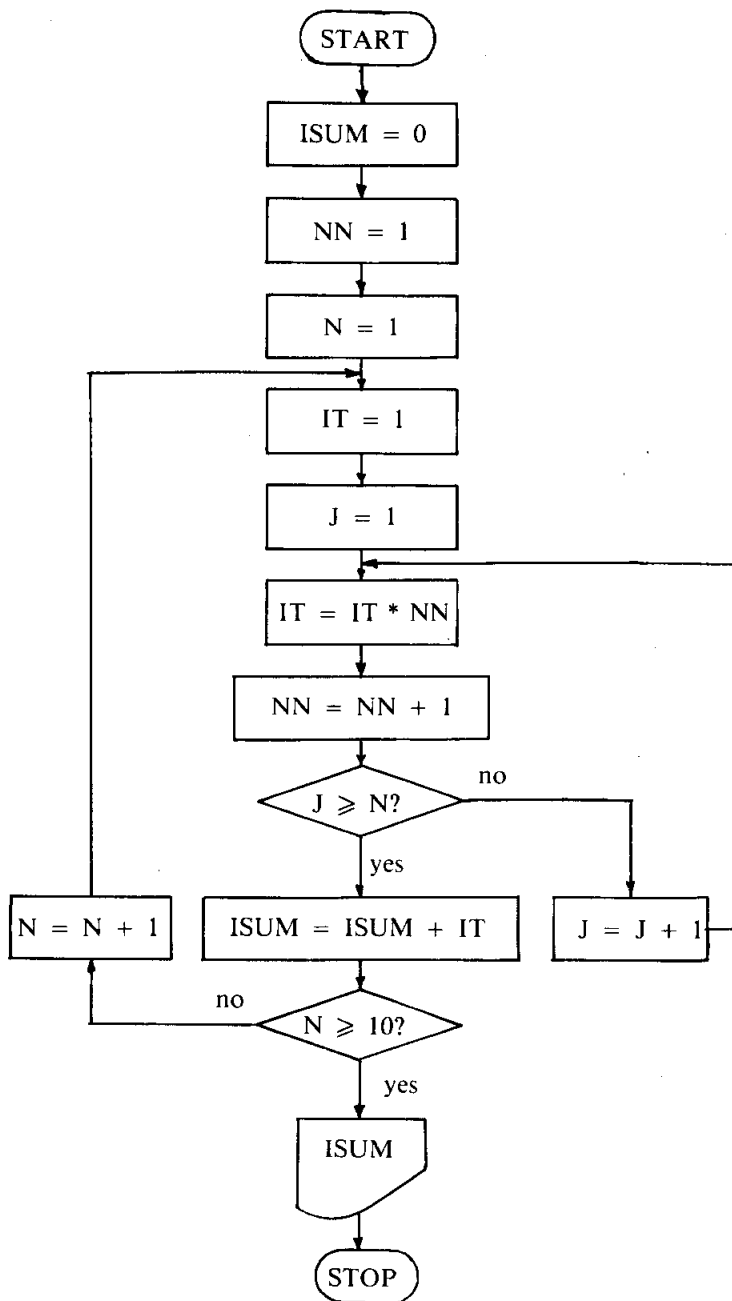 START
ISUM = 0
NN = 1
N = 1
IT = 1
J = 1
IT = IT * NN
NN = NN + 1
J ⩾ N?
no
yes
N = N + 1
ISUM = ISUM + IT
J = J + 1
no
N ⩾ 10?
yes
ISUM
STOP